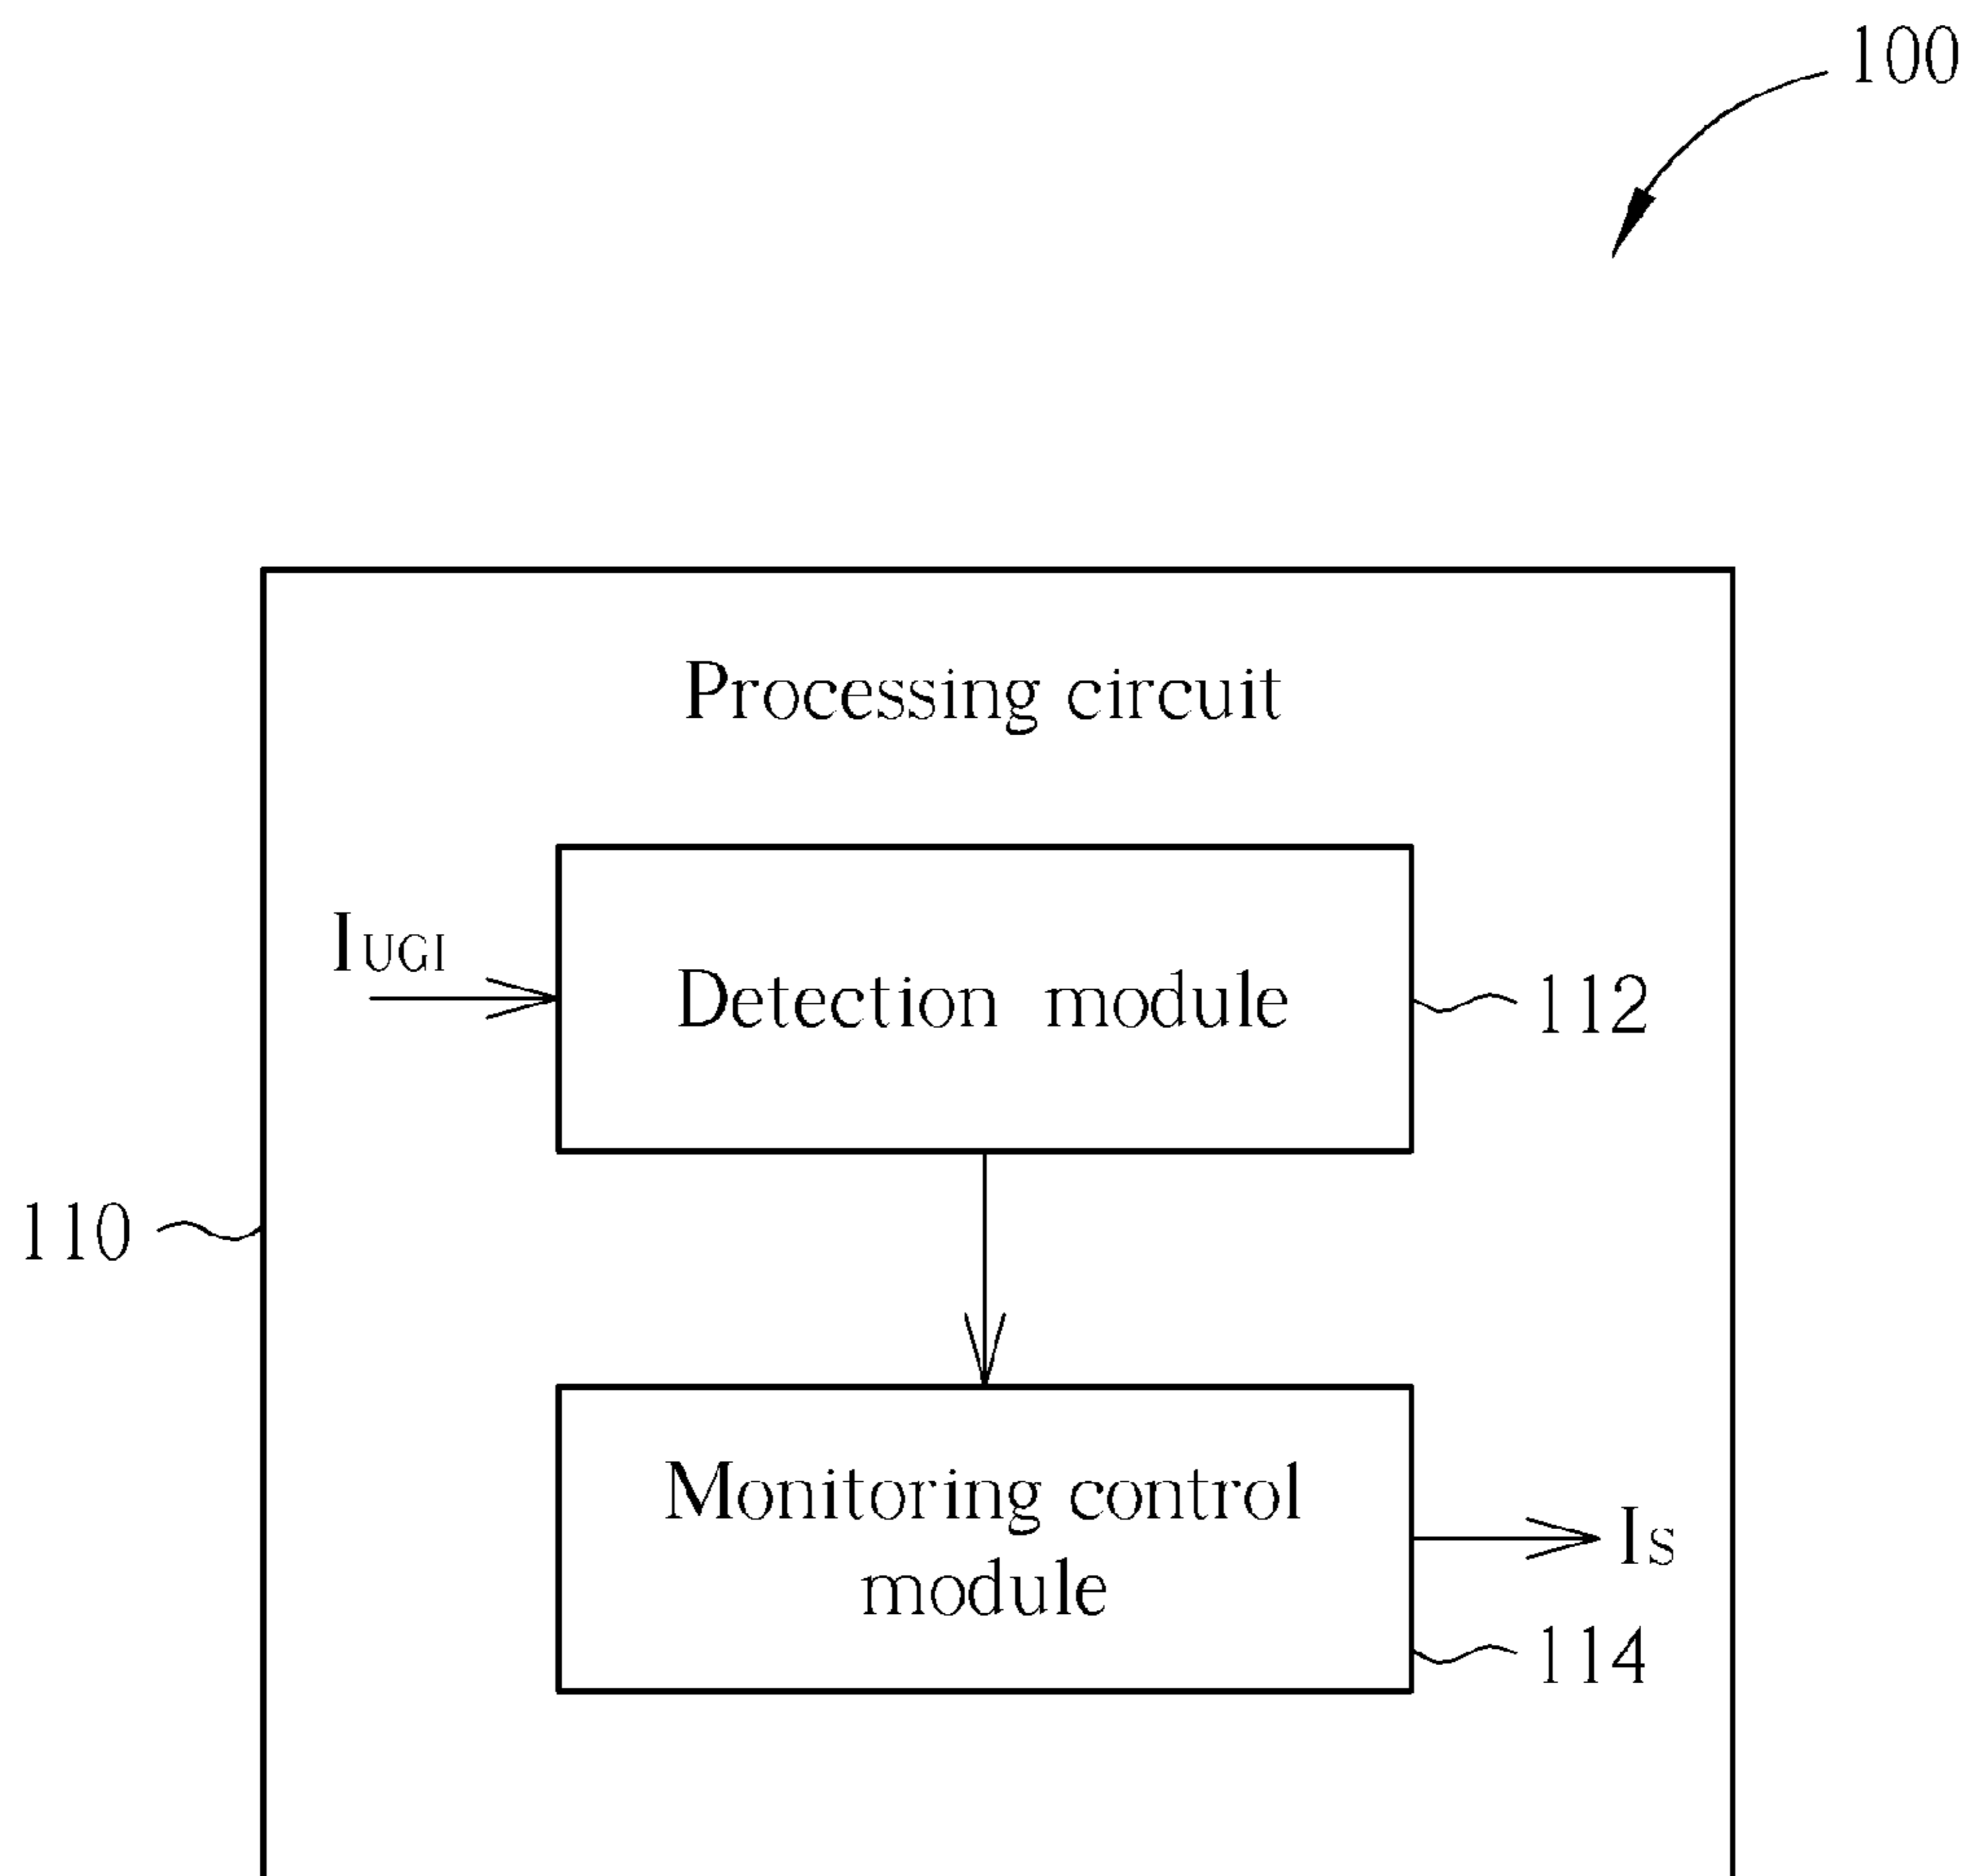 100
Processing circuit
IUGI
Detection module
112
110
Monitoring control
module
IS
114